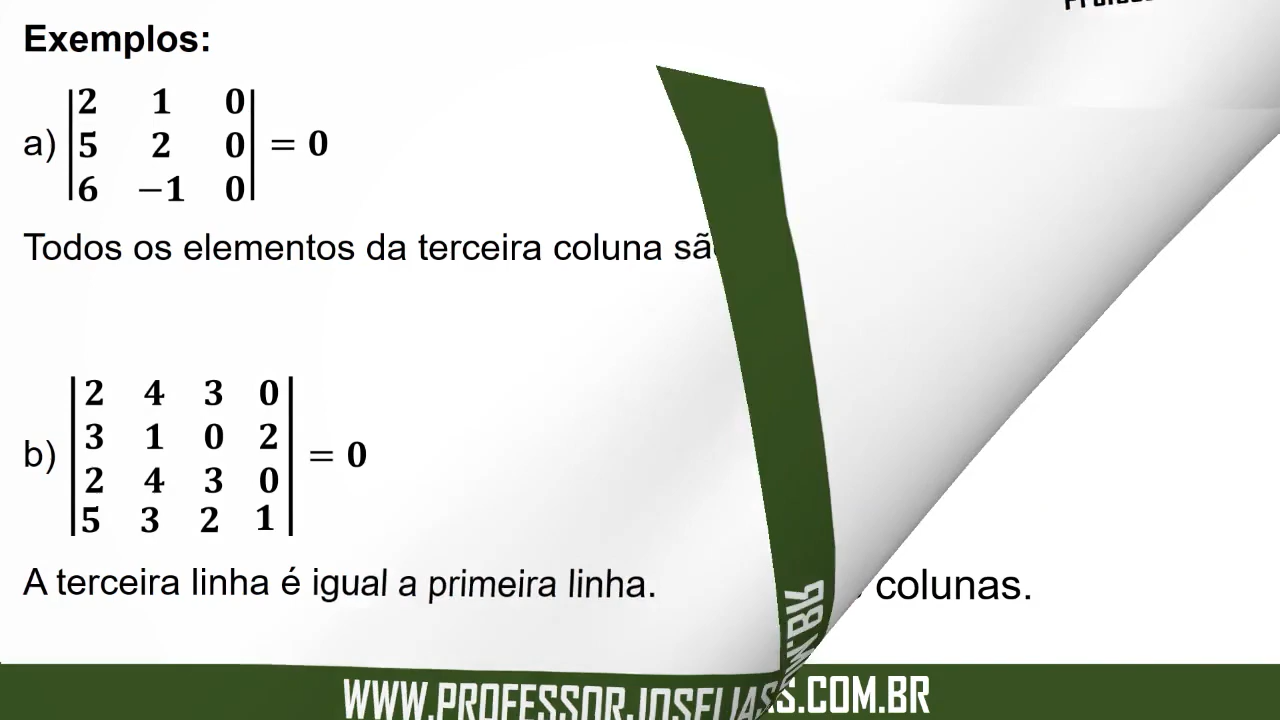 Exemplos:
a) |2 1 0|
|5 2 0| = 0
|6 −1 0|
Todos os elementos da terceira coluna
b) |2 4 3 0|
|3 1 0 2|
|2 4 3 0| = 0
|5 3 2 1|
A terceira linha é igual a primeira linha.
colunas.
WWW.PROFESSORJOSELIAS.COM.BR